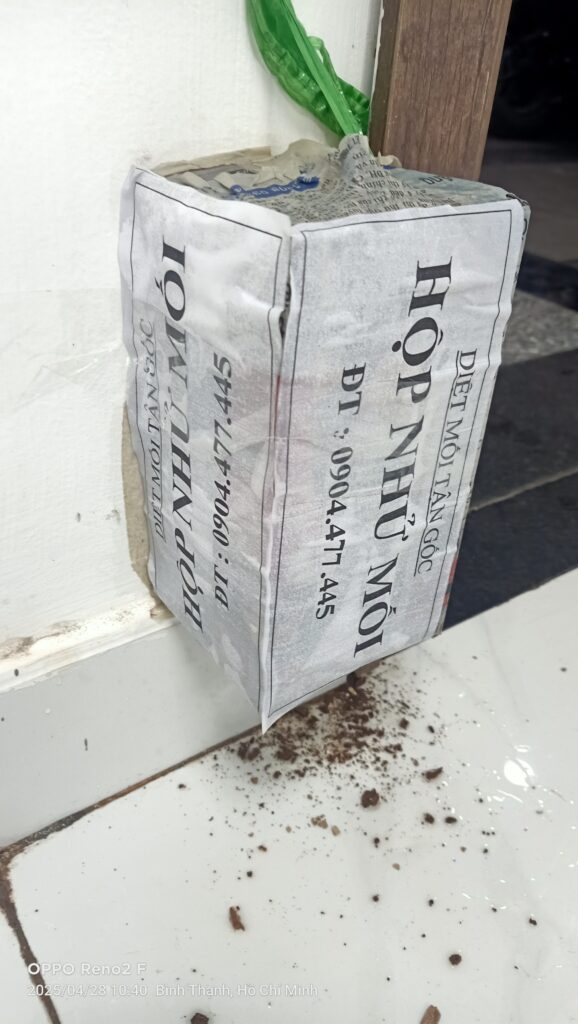 DIỆT MỐI TẬN GỐC
HỘP NHỬ MỐI
ĐT : 0904.477.445
DIỆT MỐI TẬN GỐC
HỘP NHỬ MỐI
ĐT : 0904.477.445
OPPO Reno2 F
2025/04/28 10:40 Bình Thạnh, Hồ Chí Minh